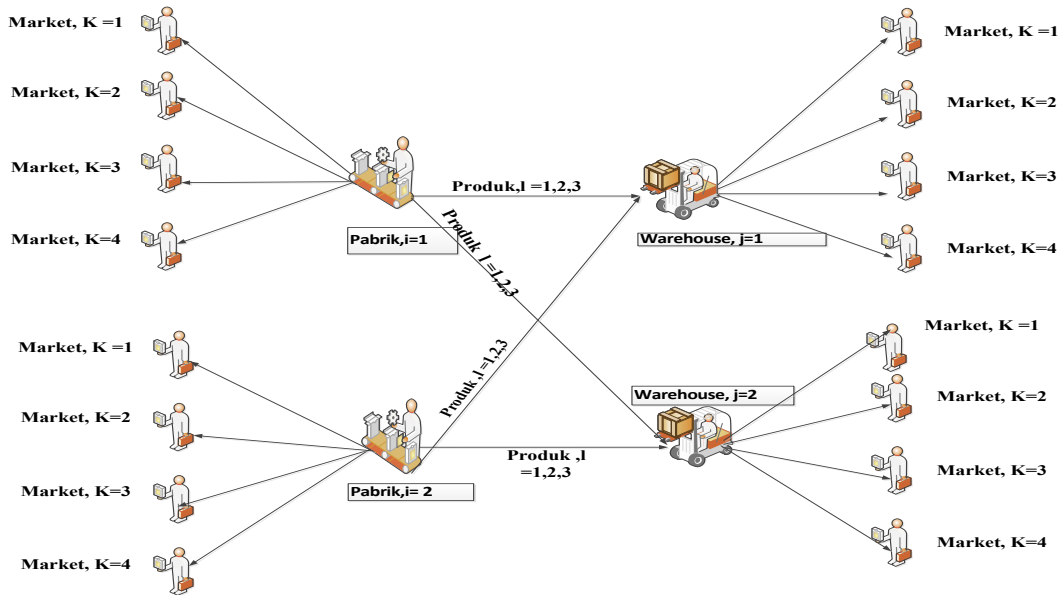 Market, K =1
Market, K=2
Market, K=3
Market, K=4
Pabrik,i=1
Produk,l =1,2,3
Produk l =1,2,3
Warehouse, j=1
Market, K =1
Market, K=2
Market, K=3
Market, K=4
Market, K =1
Market, K=2
Market, K=3
Market, K=4
Pabrik,i= 2
Produk ,l =1,2,3
Produk ,l
=1,2,3
Warehouse, j=2
Market, K =1
Market, K=2
Market, K=3
Market, K=4